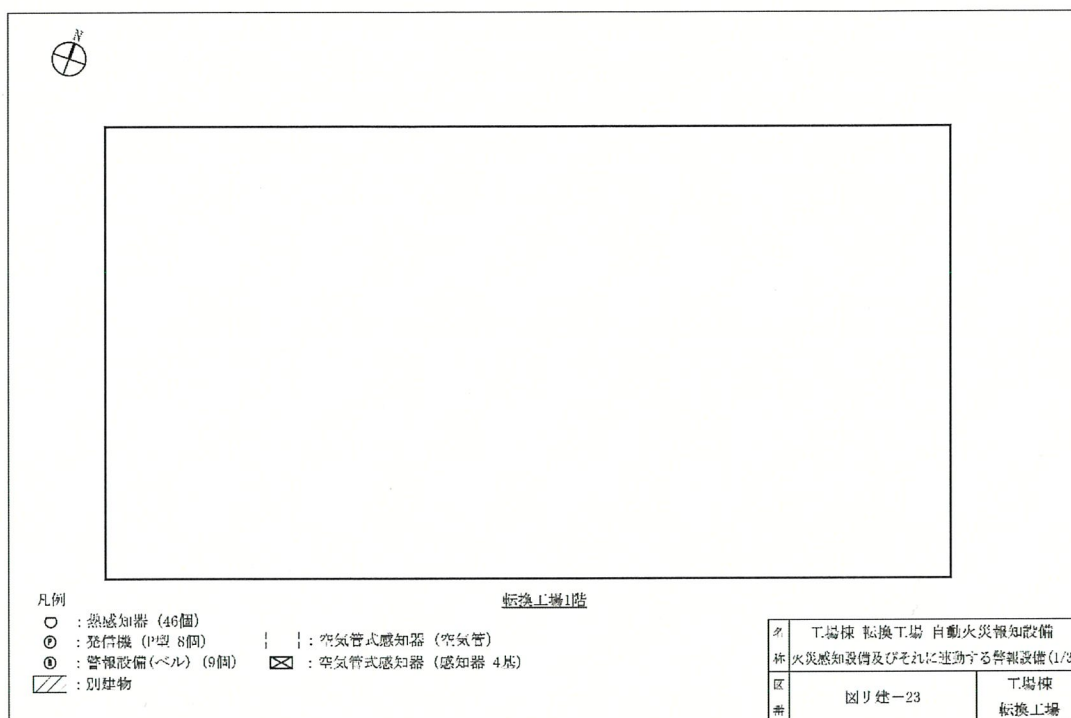 N
転換工場1階
凡例
: 熱感知器 (46個)
Ⓟ : 発信機 (P型 8個)
Ⓑ : 警報設備(ベル) (9個)
: 別建物
: 空気管式感知器 (空気管)
: 空気管式感知器 (感知器 4基)
名称
工場棟 転換工場 自動火災報知設備
火災感知設備及びそれに連動する警報設備(1/3
図リ建-23
工場棟
転換工場